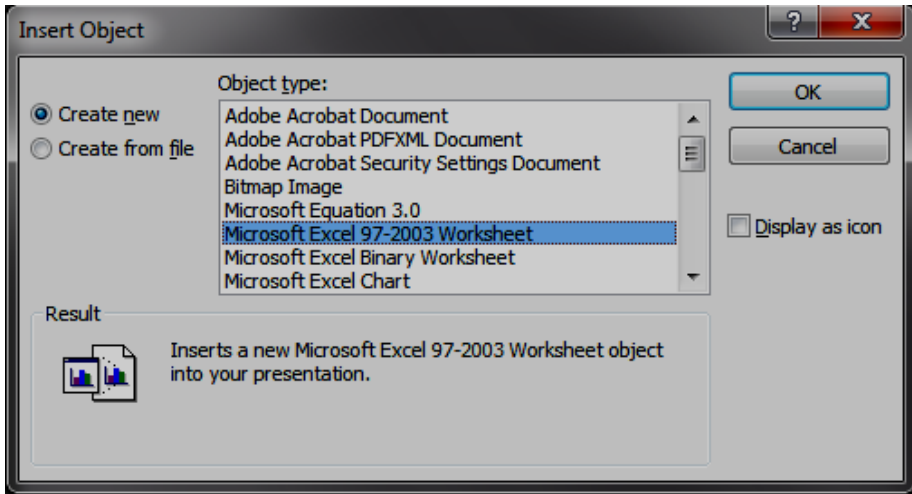 Insert Object
Object type:
Create new
Create from file
Adobe Acrobat Document
Adobe Acrobat PDFXML Document
Adobe Acrobat Security Settings Document
Bitmap Image
Microsoft Equation 3.0
Microsoft Excel 97-2003 Worksheet
Microsoft Excel Binary Worksheet
Microsoft Excel Chart
OK
Cancel
Display as icon
Result
Inserts a new Microsoft Excel 97-2003 Worksheet object
into your presentation.